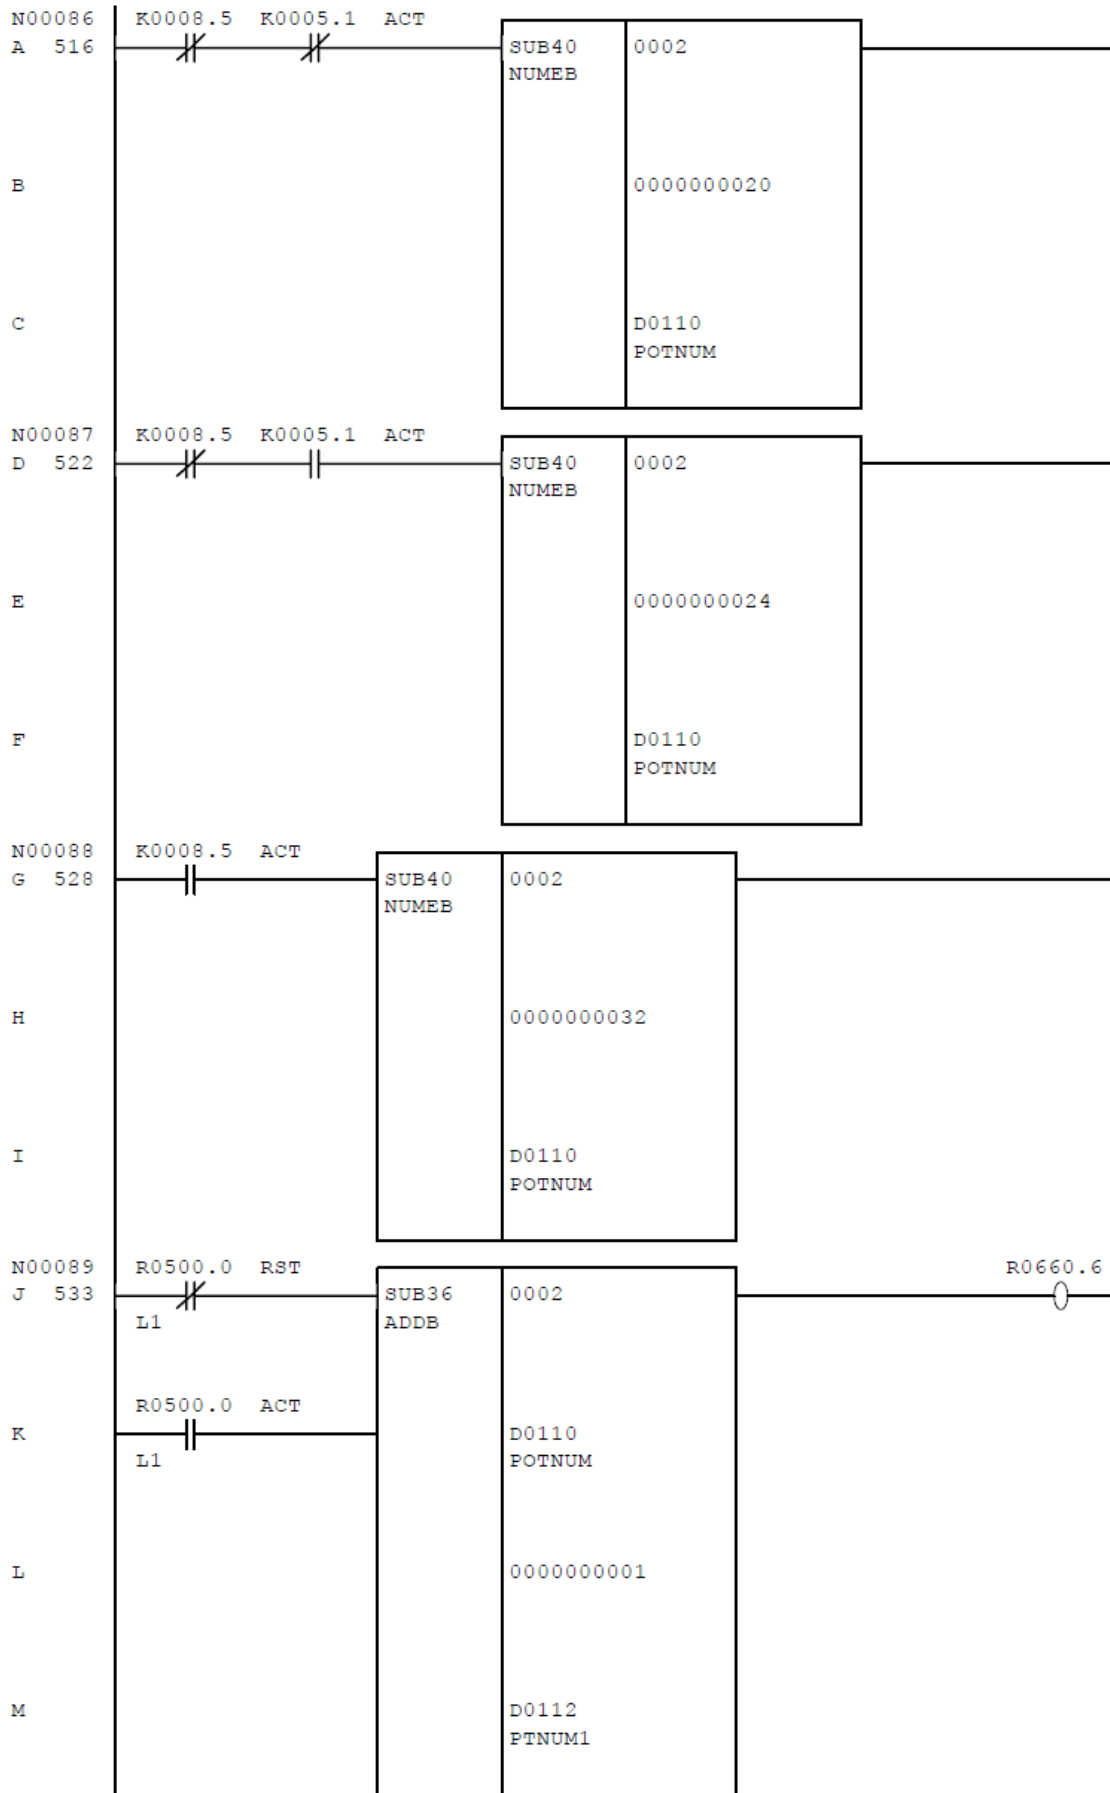 N00086 K0008.5 K0005.1 ACT
A 516 SUB40 0002
NUMEB
B 0000000020
C D0110
POTNUM
N00087 K0008.5 K0005.1 ACT
D 522 SUB40 0002
NUMEB
E 0000000024
F D0110
POTNUM
N00088 K0008.5 ACT
G 528 SUB40 0002
NUMEB
H 0000000032
I D0110
POTNUM
N00089 R0500.0 RST R0660.6
J 533 SUB36 0002
L1 ADDB
R0500.0 ACT
K D0110
L1 POTNUM
L 0000000001
M D0112
PTNUM1